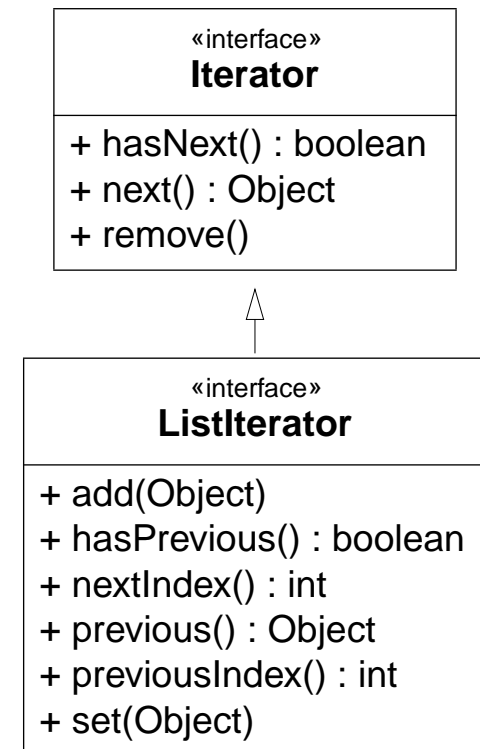 «interface»
Iterator
+ hasNext() : boolean
+ next() : Object
+ remove()
«interface»
ListIterator
+ add(Object)
+ hasPrevious() : boolean
+ nextIndex() : int
+ previous() : Object
+ previousIndex() : int
+ set(Object)